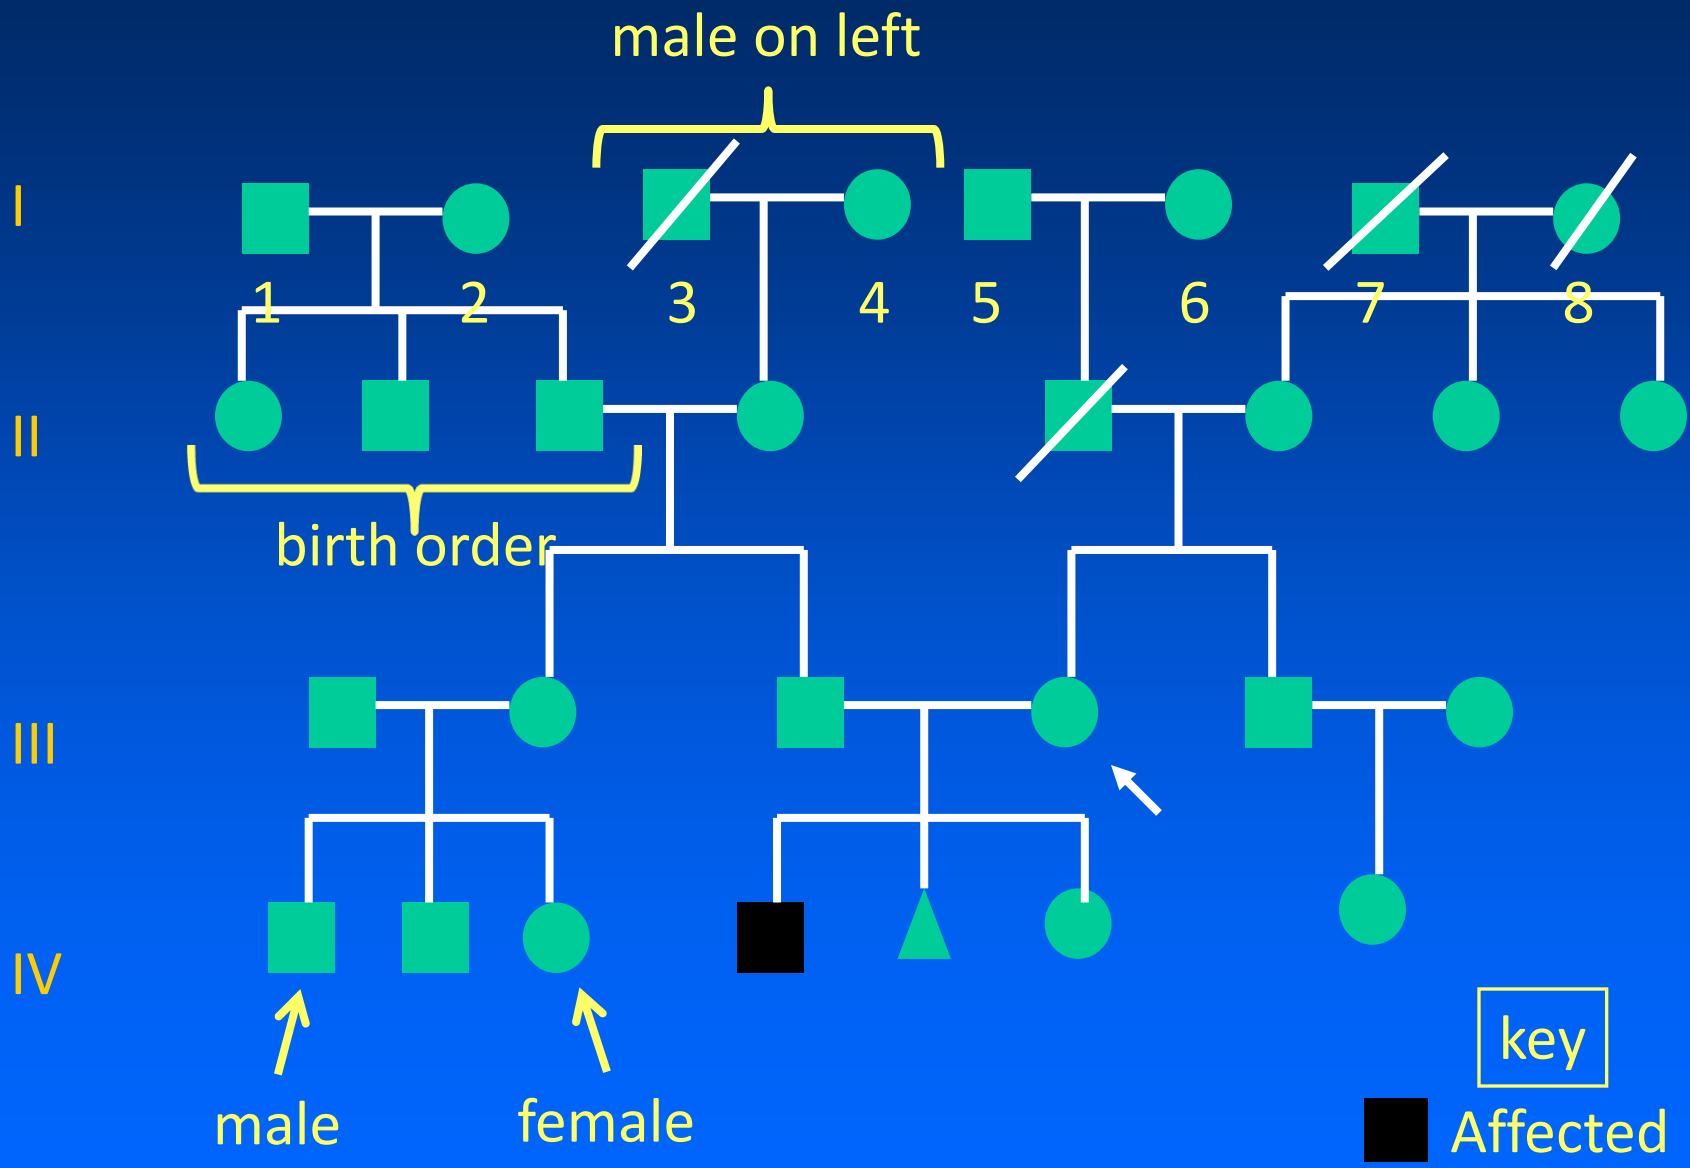 male on left
I
1 2 3 4 5 6 7 8
II
birth order
III
IV
male
female
key
Affected